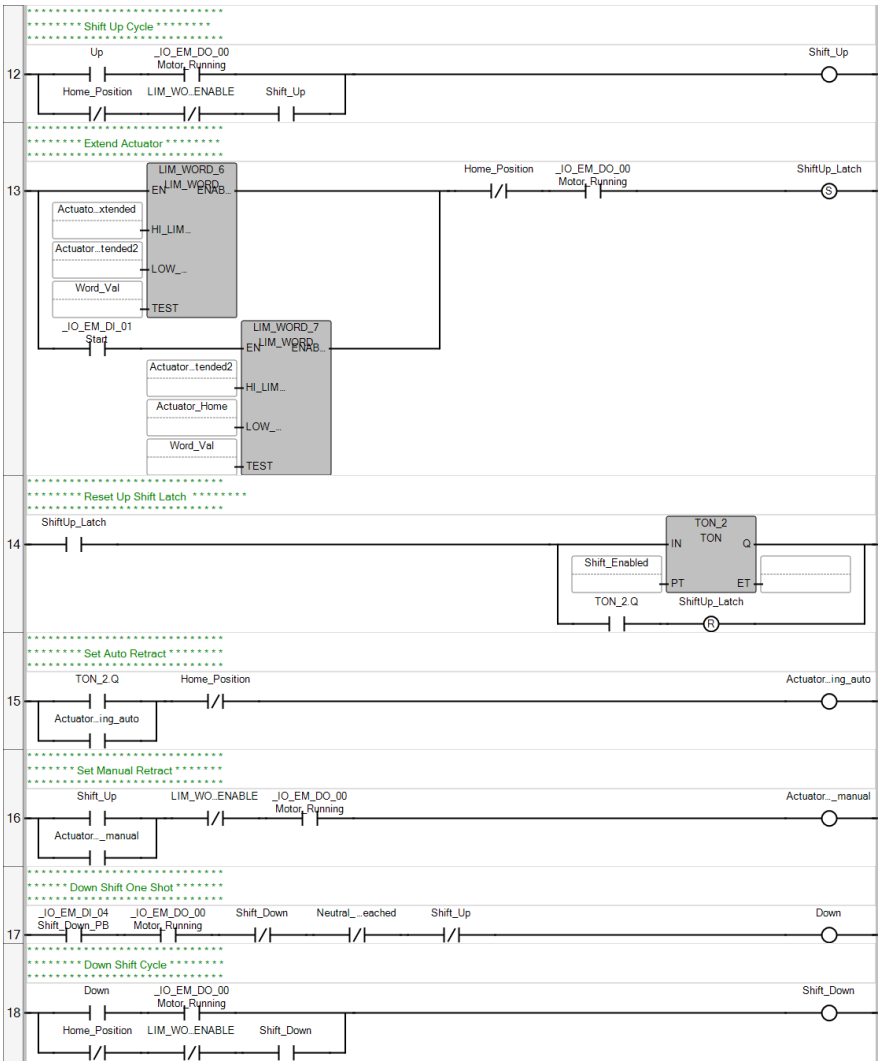 * * * * * * * * * * * * * * * * * * * * * * * * *
* * * * * * * * Shift Up Cycle * * * * * * * *
* * * * * * * * * * * * * * * * * * * * * * * * *
Up _IO_EM_DO_00 Shift_Up
Motor_Running
12
Home_Position LIM_WO..ENABLE Shift_Up
* * * * * * * * * * * * * * * * * * * * * * * * *
* * * * * * * * Extend Actuator * * * * * * * *
* * * * * * * * * * * * * * * * * * * * * * * * *
LIM_WORD_6 Home_Position _IO_EM_DO_00 ShiftUp_Latch
LIM_WORD Motor_Running
13 EN ENAB... S
Actuato...xtended
HI_LIM...
Actuator...tended2
LOW_...
Word_Val
TEST
_IO_EM_DI_01 LIM_WORD_7
Start LIM_WORD
EN ENAB...
Actuator...tended2
HI_LIM...
Actuator_Home
LOW_...
Word_Val
TEST
* * * * * * * * * * * * * * * * * * * * * * * * *
* * * * * * * * Reset Up Shift Latch * * * * * * * *
* * * * * * * * * * * * * * * * * * * * * * * * *
ShiftUp_Latch TON_2
TON
14 IN Q
Shift_Enabled
PT ET
TON_2.Q ShiftUp_Latch
R
* * * * * * * * * * * * * * * * * * * * * * * * *
* * * * * * * * Set Auto Retract * * * * * * * *
* * * * * * * * * * * * * * * * * * * * * * * * *
TON_2.Q Home_Position Actuator...ing_auto
15
Actuator...ing_auto
* * * * * * * * * * * * * * * * * * * * * * * * *
* * * * * * * Set Manual Retract * * * * * * *
* * * * * * * * * * * * * * * * * * * * * * * * *
Shift_Up LIM_WO..ENABLE _IO_EM_DO_00 Actuator..._manual
Motor_Running
16
Actuator..._manual
* * * * * * * * * * * * * * * * * * * * * * * * *
* * * * * * Down Shift One Shot * * * * * * *
* * * * * * * * * * * * * * * * * * * * * * * * *
_IO_EM_DI_04 _IO_EM_DO_00 Shift_Down Neutral_...eached Shift_Up Down
Shift_Down_PB Motor_Running
17
* * * * * * * * * * * * * * * * * * * * * * * * *
* * * * * * * * Down Shift Cycle * * * * * * * *
* * * * * * * * * * * * * * * * * * * * * * * * *
Down _IO_EM_DO_00 Shift_Down
Motor_Running
18
Home_Position LIM_WO..ENABLE Shift_Down